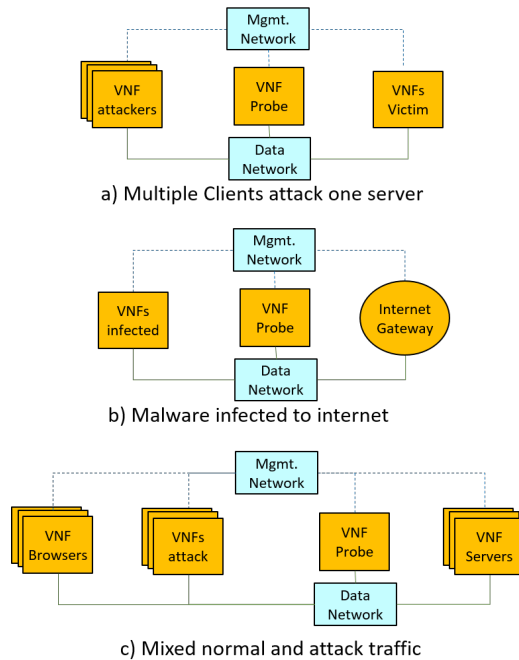 Mgmt.
Network
VNF
attackers
VNF
Probe
VNFs
Victim
Data
Network
a) Multiple Clients attack one server
Mgmt.
Network
VNFs
infected
VNF
Probe
Internet
Gateway
Data
Network
b) Malware infected to internet
Mgmt.
Network
VNF
Browsers
VNFs
attack
VNF
Probe
VNF
Servers
Data
Network
c) Mixed normal and attack traffic